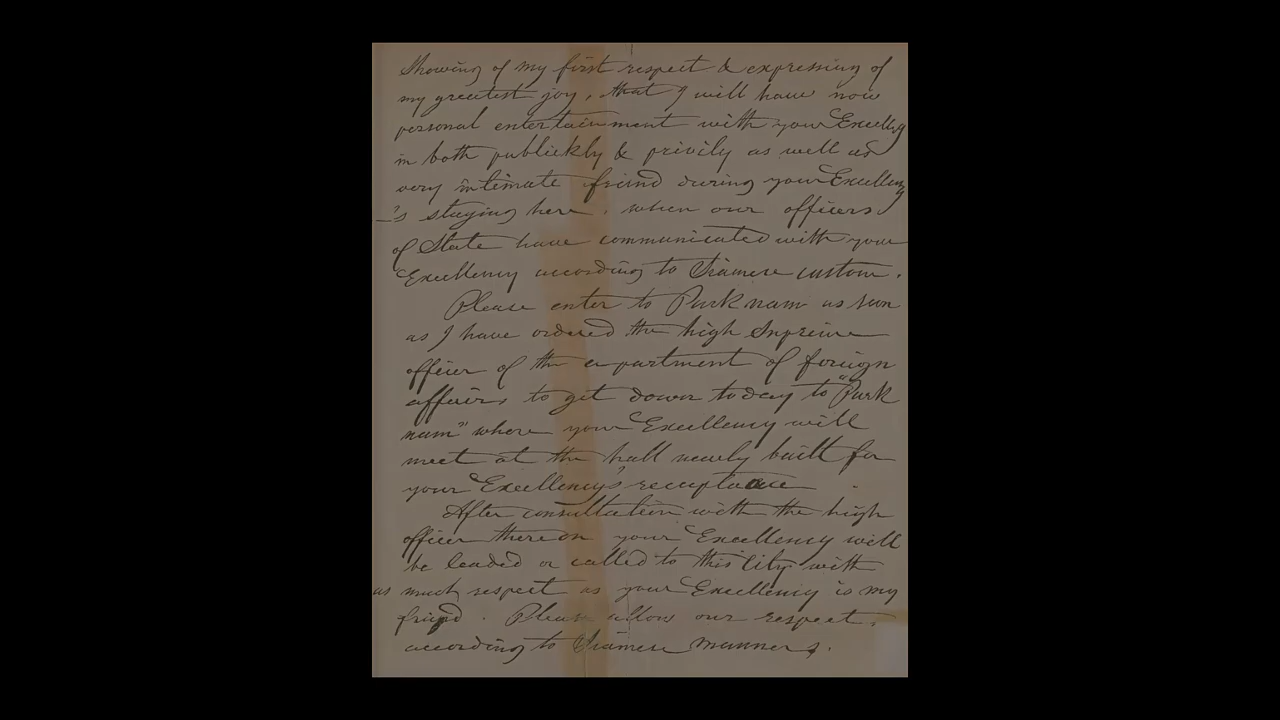 Showing of my first respect & expressing of
my greatest joy, that I will have now
personal entertainment with your Excellcy
in both publickly & privily as well as
very intimate friend during your Excellency
-'s staying here, when our officers
of State have communicated with your
Excellency according to Siamese custom.
Please enter to Purk nam as soon
as I have ordered the high Supreme
officer of the apartment of foreign
affairs to get down today to "Purk
nam" where your Excellency will
meet at the hall newly built for
your Excellency's receptance
After consultation with the high
officer thereon your Excellency will
be leaded or called to this City with
as much respect as your Excellency is my
friend. Please allow our respect,
according to Siamese manners.